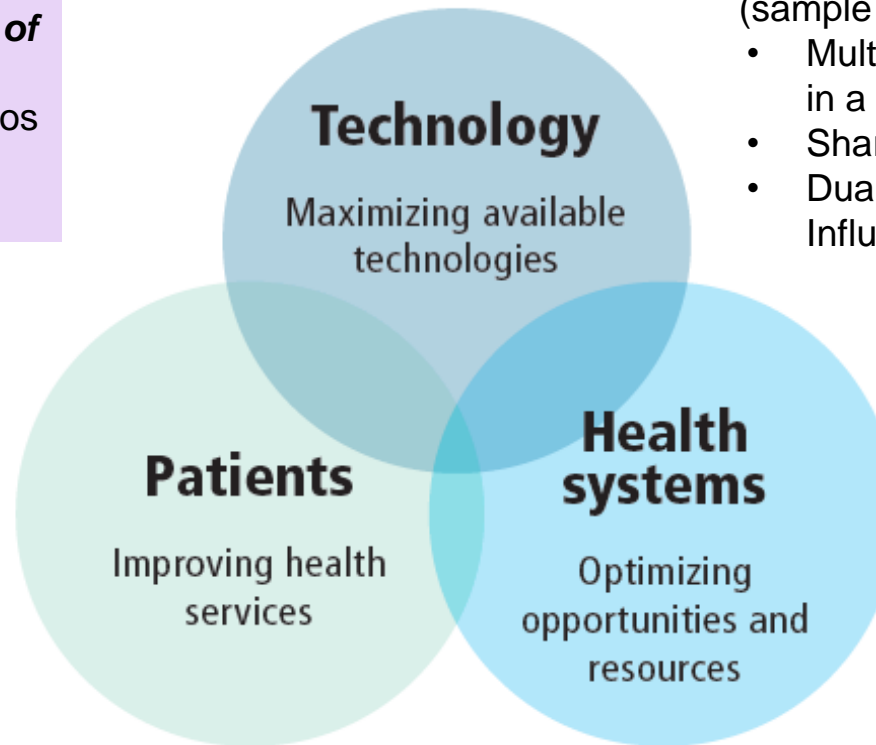 of
os
(sample
• Mult
in a
• Shar
• Dua
Influ
Technology
Maximizing available
technologies
Patients
Improving health
services
Health
systems
Optimizing
opportunities and
resources